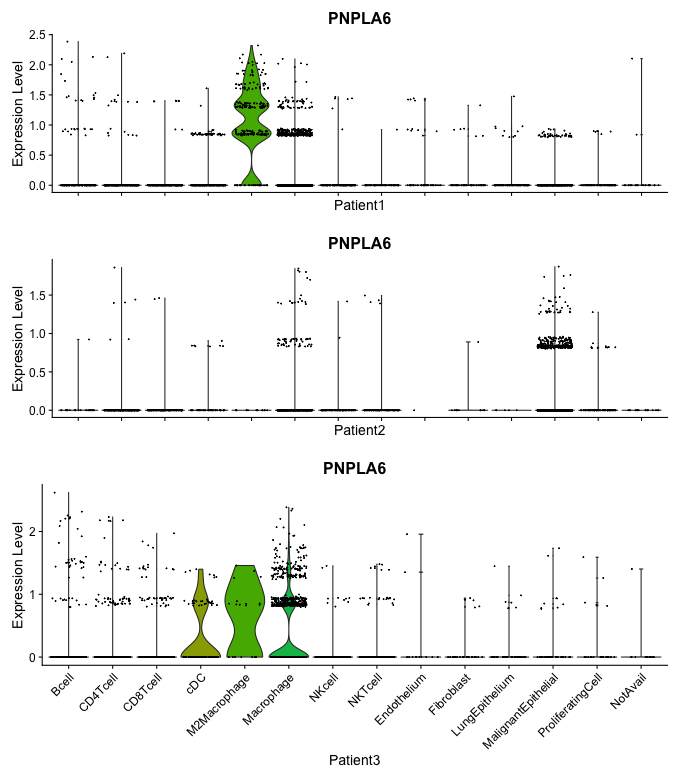 PNPLA6
2.5
2.0
1.5
1.0
0.5
0.0
Expression Level
Patient1
PNPLA6
1.5
1.0
0.5
0.0
Expression Level
Patient2
PNPLA6
2
1
0
Expression Level
Bcell
CD4Tcell
CD8Tcell
cDC
M2Macrophage
Macrophage
NKcell
NKTcell
Endothelium
Fibroblast
LungEpithelium
MalignantEpithelial
ProliferatingCell
NotAvail
Patient3